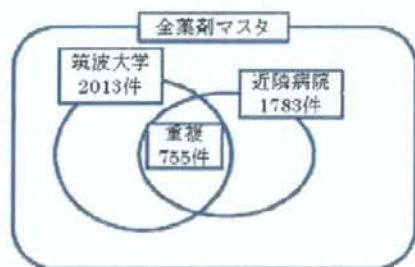 全薬剤マスタ
筑波大学
2013件
近隣病院
1783件
重複
755件